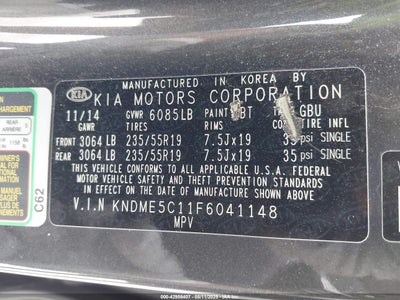 MANUFACTURED IN KOREA BY
KIA KIA MOTORS CORPORATION
11/14 GVWR 6085LB PAINT BT GBU
GAWR TIRES RIMS COLD TIRE INFL
FRONT 3064 LB 235/55R19 7.5Jx19 35 psi SINGLE
REAR 3064 LB 235/55R19 7.5Jx19 35 psi SINGLE
THIS VEHICLE CONFORMS TO ALL APPLICABLE U.S.A. FEDERAL
MOTOR VEHICLE SAFETY AND THEFT PREVENTION STANDARDS
IN EFFECT ON THE DATE OF MANUFACTURE SHOWN ABOVE.
V.I.N KNDME5C11F6041148
MPV
C62
REAR
ARRIÈRE